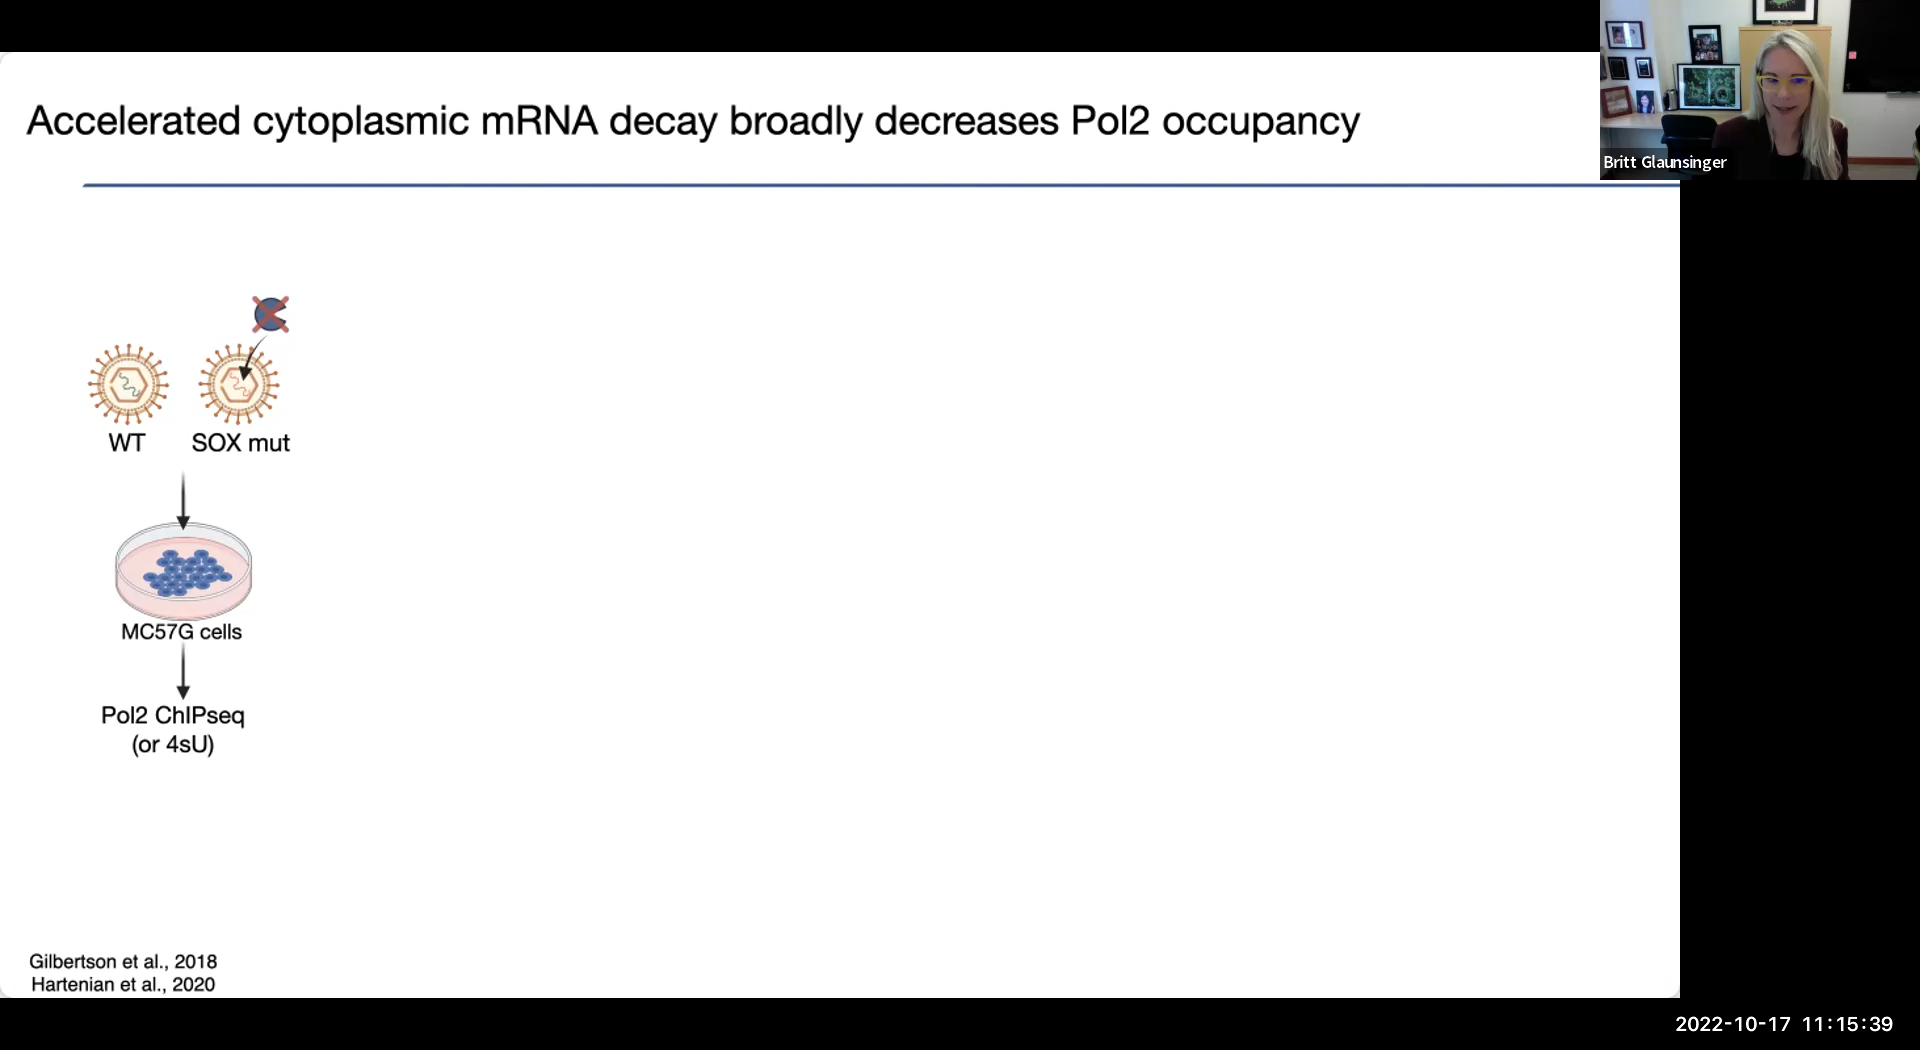 Accelerated cytoplasmic mRNA decay broadly decreases Pol2 occupancy
Britt Glaunsinger
WT
SOX mut
MC57G cells
Pol2 ChIPseq
(or 4sU)
Gilbertson et al., 2018
Hartenian et al., 2020
2022-10-17 11:15:39